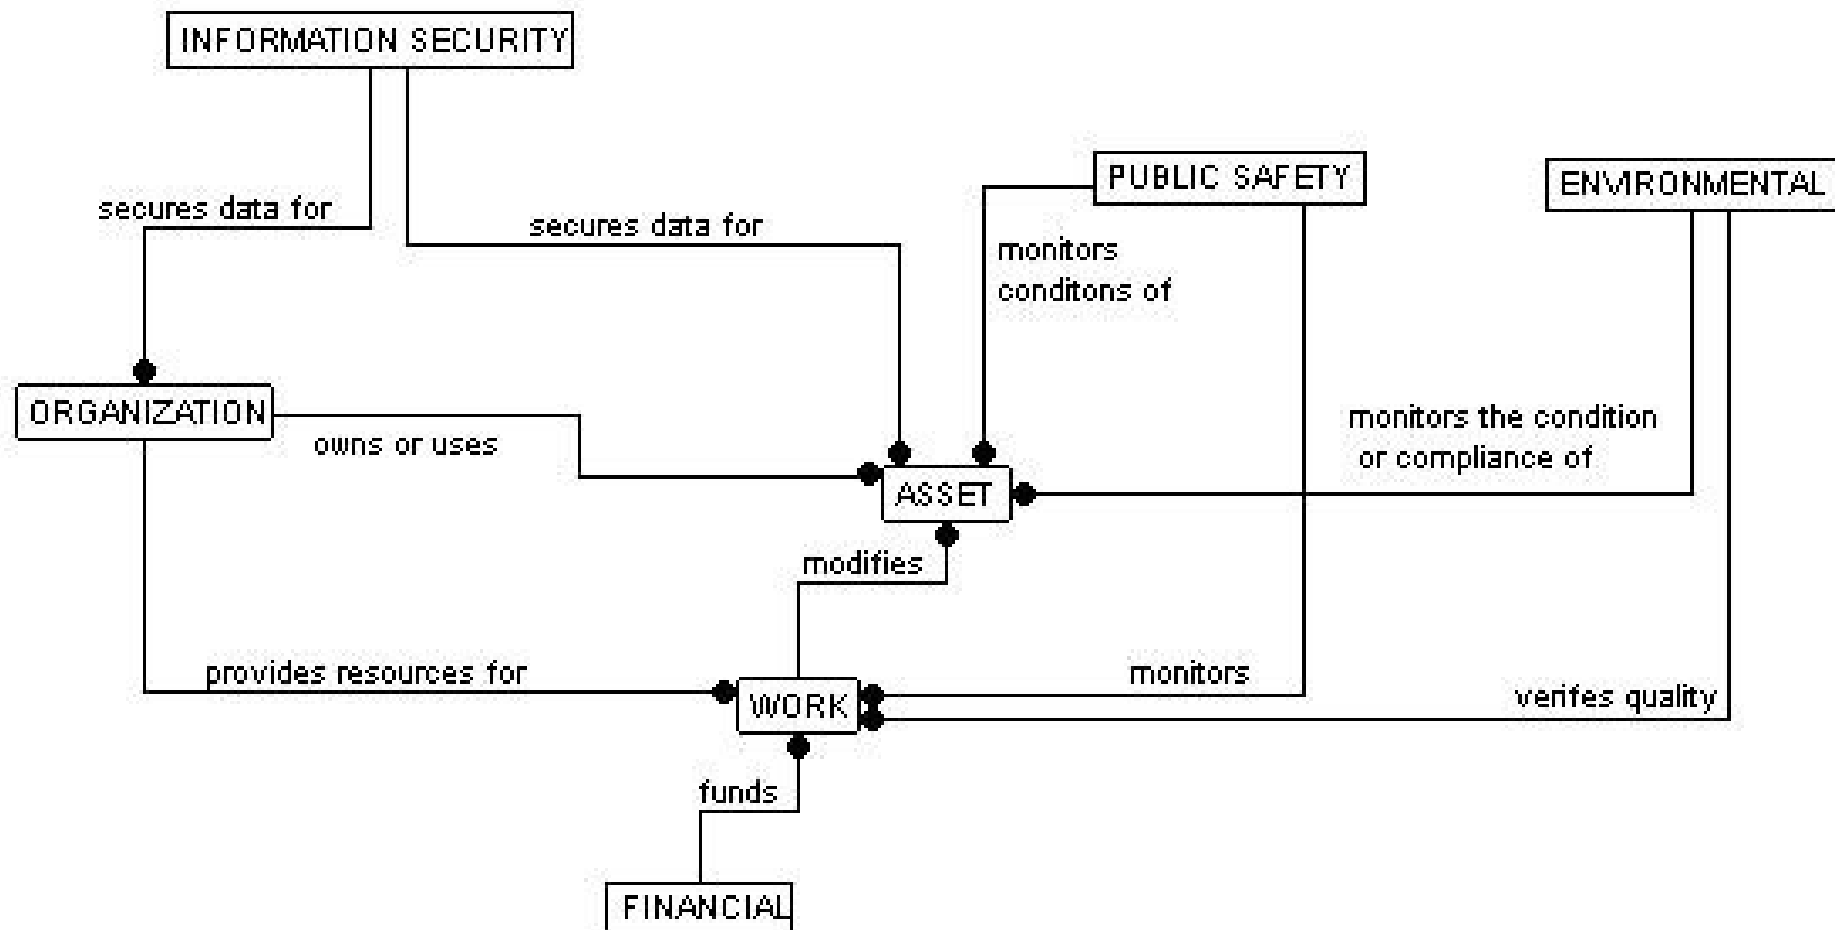 INFORMATION SECURITY
PUBLIC SAFETY
ENVIRONMENTAL
secures data for
secures data for
monitors
conditons of
ORGANIZATION
owns or uses
monitors the condition
or compliance of
ASSET
modifies
provides resources for
monitors
WORK
verifes quality
funds
FINANCIAL